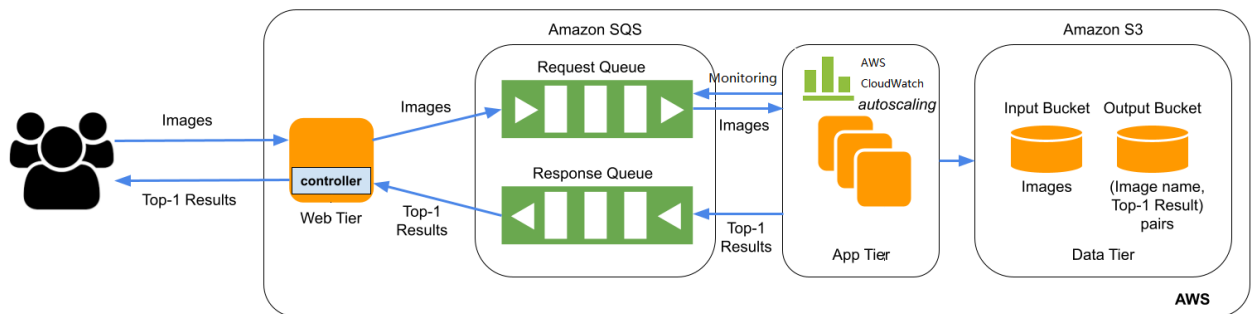 Amazon SQS
Amazon S3
Request Queue
Monitoring
AWS
CloudWatch
autoscaling
Images
Images
Images
Input Bucket
Output Bucket
controller
Top-1 Results
Web Tier
Response Queue
Top-1
Results
Top-1
Results
App Tier
Images
(Image name,
Top-1 Result)
pairs
Data Tier
AWS